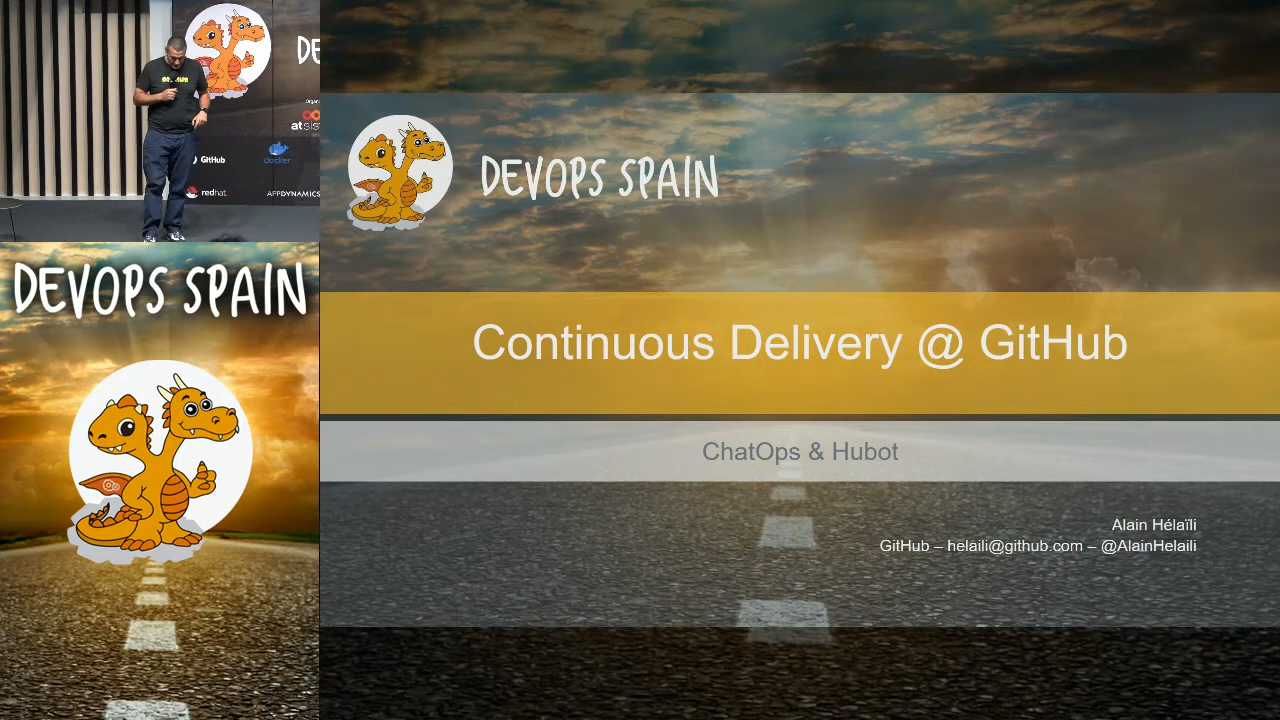 GitHub
docker
redhat
APPDYNAMICS
DEVOPS SPAIN
DEVOPS SPAIN
Continuous Delivery @ GitHub
ChatOps & Hubot
Alain Hélaïli
GitHub – helaili@github.com – @AlainHelaili